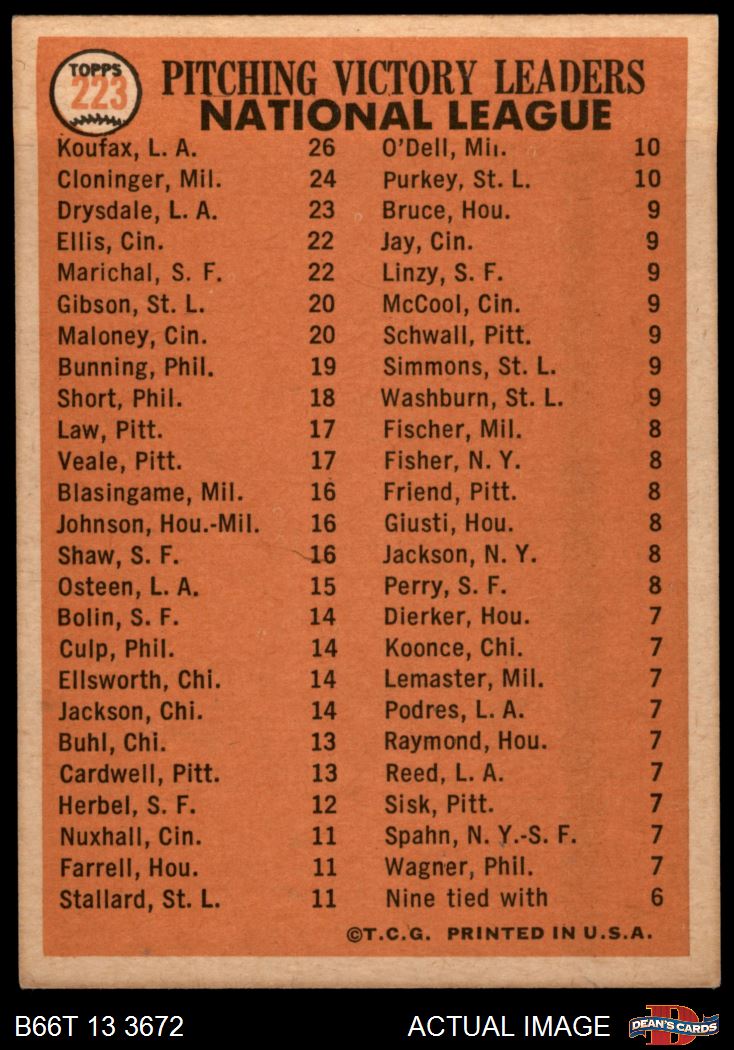 TOPPS
223
PITCHING VICTORY LEADERS
NATIONAL LEAGUE
Koufax, L. A. 26
Cloninger, Mil. 24
Drysdale, L. A. 23
Ellis, Cin. 22
Marichal, S. F. 22
Gibson, St. L. 20
Maloney, Cin. 20
Bunning, Phil. 19
Short, Phil. 18
Law, Pitt. 17
Veale, Pitt. 17
Blasingame, Mil. 16
Johnson, Hou.-Mil. 16
Shaw, S. F. 16
Osteen, L. A. 15
Bolin, S. F. 14
Culp, Phil. 14
Ellsworth, Chi. 14
Jackson, Chi. 14
Buhl, Chi. 13
Cardwell, Pitt. 13
Herbel, S. F. 12
Nuxhall, Cin. 11
Farrell, Hou. 11
Stallard, St. L. 11
O'Dell, Mil. 10
Purkey, St. L. 10
Bruce, Hou. 9
Jay, Cin. 9
Linzy, S. F. 9
McCool, Cin. 9
Schwall, Pitt. 9
Simmons, St. L. 9
Washburn, St. L. 9
Fischer, Mil. 8
Fisher, N. Y. 8
Friend, Pitt. 8
Giusti, Hou. 8
Jackson, N. Y. 8
Perry, S. F. 8
Dierker, Hou. 7
Koonce, Chi. 7
Lemaster, Mil. 7
Podres, L. A. 7
Raymond, Hou. 7
Reed, L. A. 7
Sisk, Pitt. 7
Spahn, N. Y.-S. F. 7
Wagner, Phil. 7
Nine tied with 6
©T.C.G. PRINTED IN U.S.A.
B66T 13 3672
ACTUAL IMAGE
D
DEAN'S CARDS